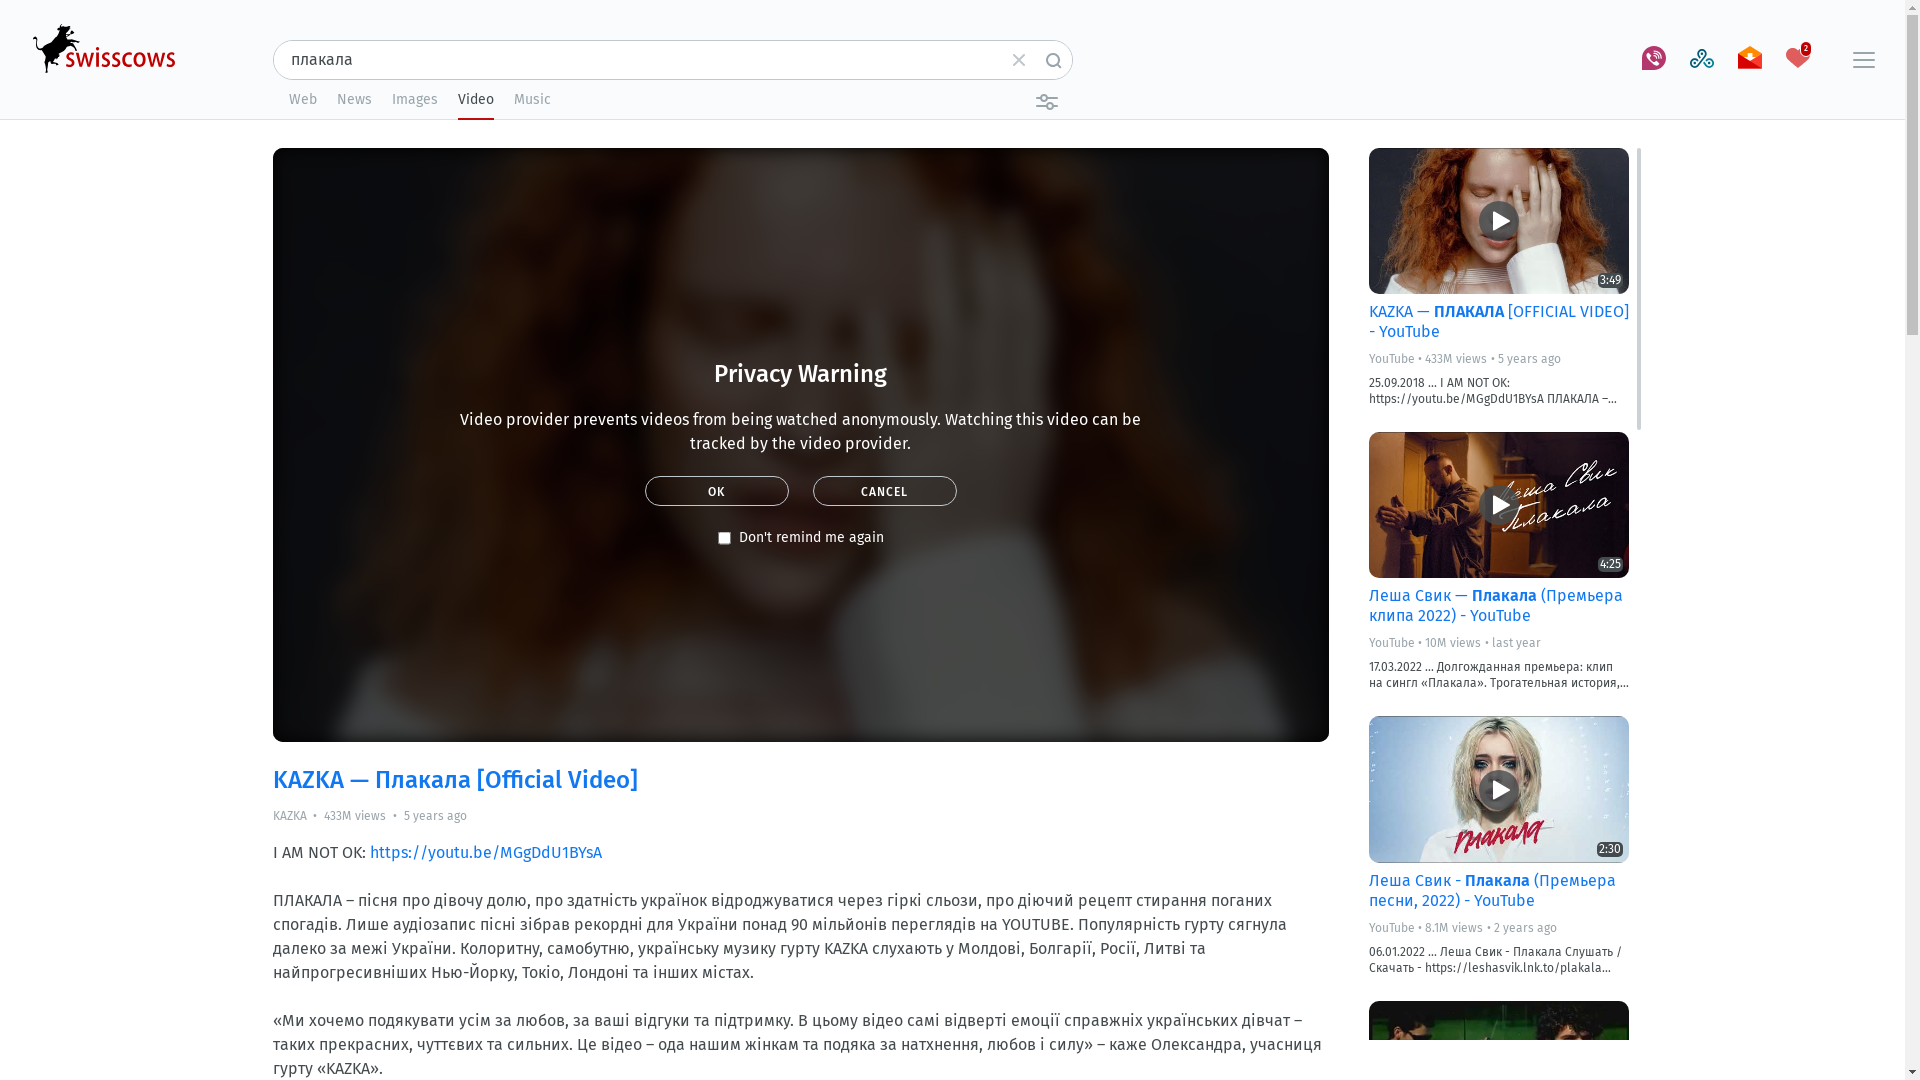 swisscows
плакала
2
Web News Images Video Music
Privacy Warning
Video provider prevents videos from being watched anonymously. Watching this video can be
tracked by the video provider.
OK CANCEL
Don't remind me again
KAZKA — Плакала [Official Video]
KAZKA • 433M views • 5 years ago
I AM NOT OK: https://youtu.be/MGgDdU1BYsA
ПЛАКАЛА – пісня про дівочу долю, про здатність українок відроджуватися через гіркі сльози, про діючий рецепт стирання поганих
спогадів. Лише аудіозапис пісні зібрав рекордні для України понад 90 мільйонів переглядів на YOUTUBE. Популярність гурту сягнула
далеко за межі України. Колоритну, самобутню, українську музику гурту KAZKA слухають у Молдові, Болгарії, Росії, Литві та
найпрогресивніших Нью-Йорку, Токіо, Лондоні та інших містах.
«Ми хочемо подякувати усім за любов, за ваші відгуки та підтримку. В цьому відео самі відверті емоції справжніх українських дівчат –
таких прекрасних, чуттєвих та сильних. Це відео – ода нашим жінкам та подяка за натхнення, любов і силу» – каже Олександра, учасниця
гурту «KAZKA».
3:49
KAZKA — ПЛАКАЛА [OFFICIAL VIDEO]
- YouTube
YouTube • 433M views • 5 years ago
25.09.2018 ... I AM NOT OK:
https://youtu.be/MGgDdU1BYsA ПЛАКАЛА –...
Лёша Свик
Плакала
4:25
Леша Свик — Плакала (Премьера
клипа 2022) - YouTube
YouTube • 10M views • last year
17.03.2022 ... Долгожданная премьера: клип
на сингл «Плакала». Трогательная история,...
плакала
2:30
Леша Свик - Плакала (Премьера
песни, 2022) - YouTube
YouTube • 8.1M views • 2 years ago
06.01.2022 ... Леша Свик - Плакала Слушать /
Скачать - https://leshasvik.lnk.to/plakala...